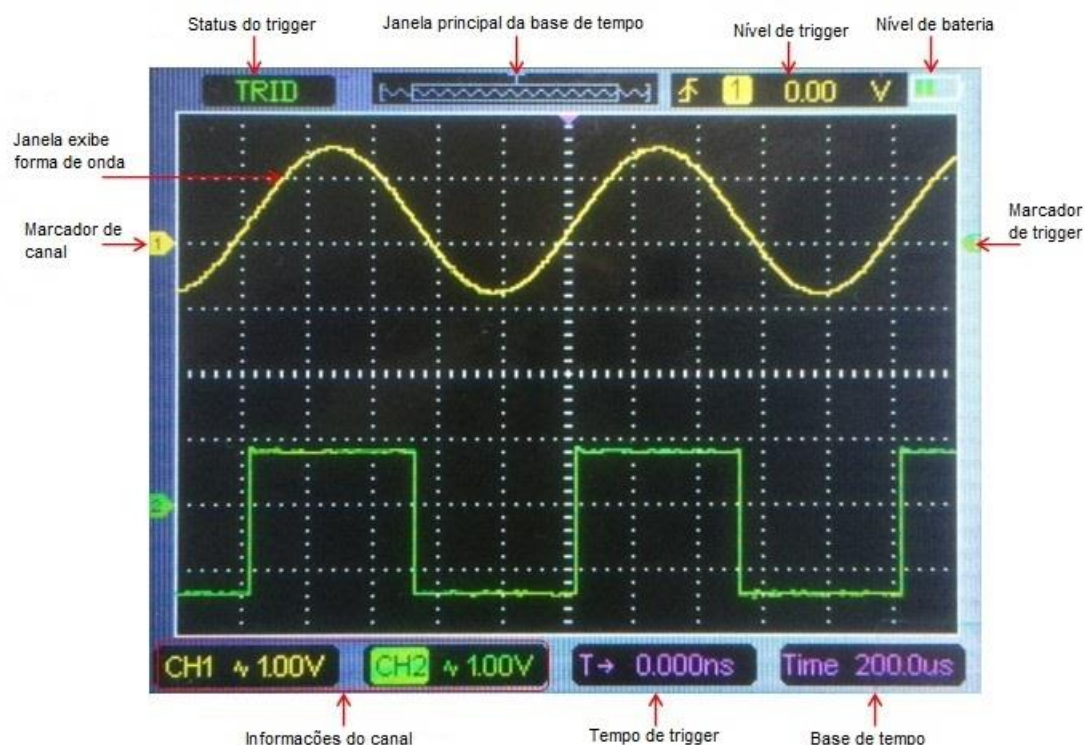 Status do trigger
Janela principal da base de tempo
Nível de trigger
Nível de bateria
TRID
1 0.00 V
Janela exibe
forma de onda
Marcador de
canal
1
Marcador
de trigger
2
CH1 1.00V
CH2 1.00V
T→ 0.000ns
Time 200.0us
Informações do canal
Tempo de trigger
Base de tempo